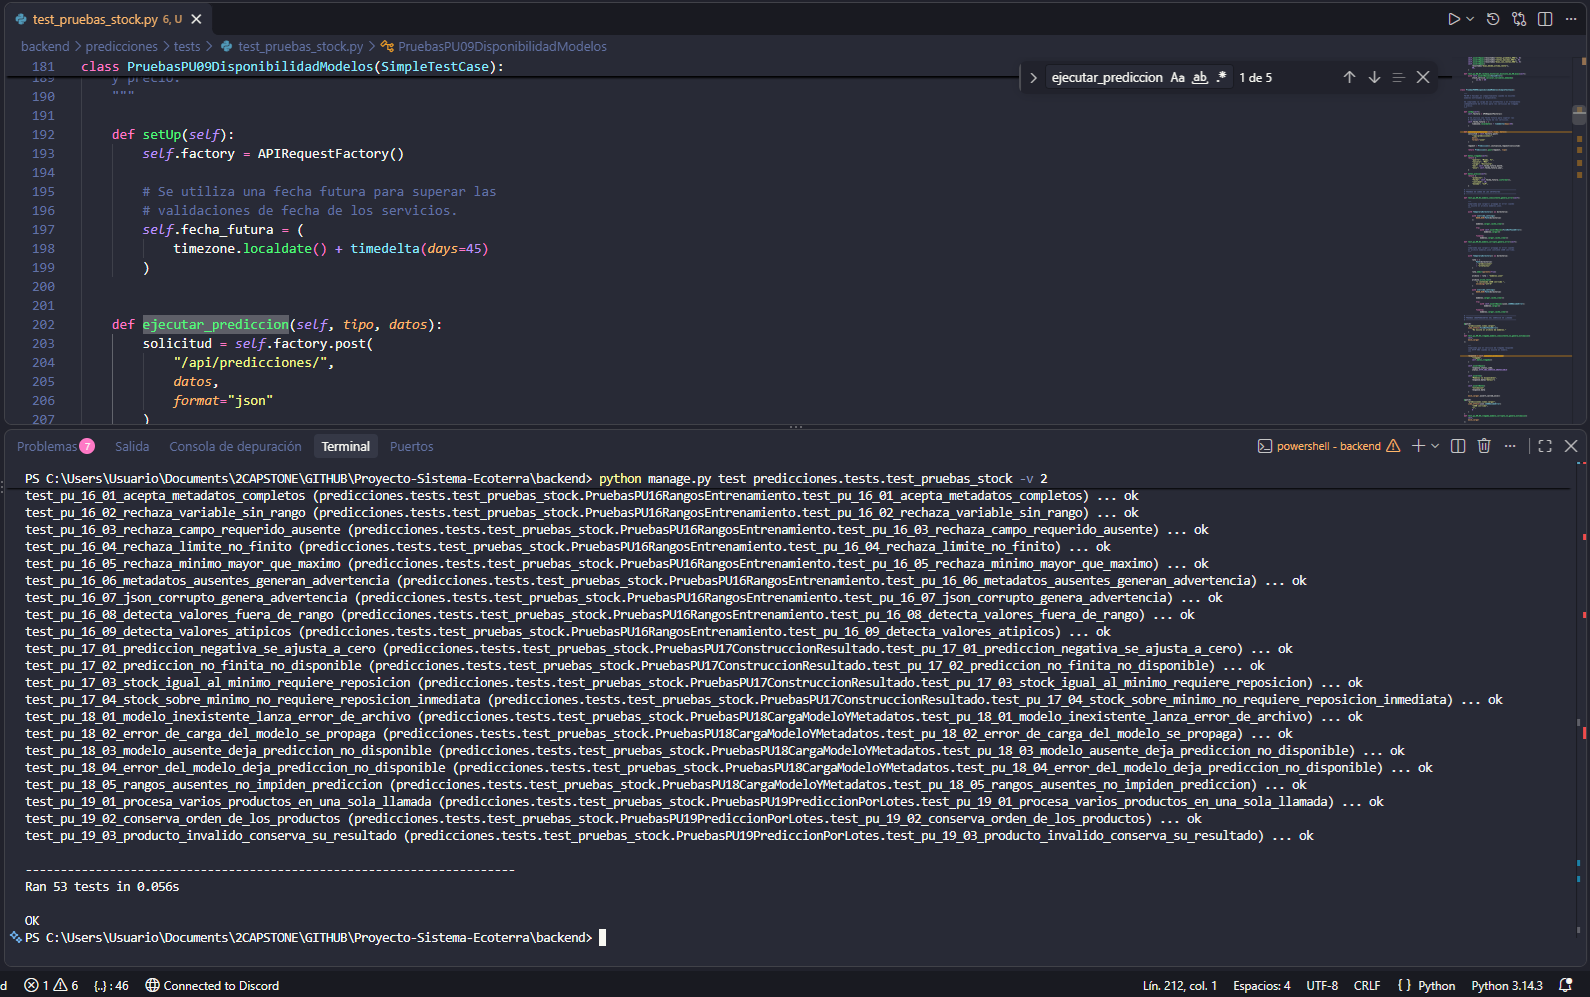 test_pruebas_stock.py 6, U
backend > predicciones > tests > test_pruebas_stock.py > PruebasPU09DisponibilidadModelos
181 class PruebasPU09DisponibilidadModelos(SimpleTestCase):
ejecutar_prediccion Aa ab .* 1 de 5
189 y precio.
190 """
191
192 def setUp(self):
193 self.factory = APIRequestFactory()
194
195 # Se utiliza una fecha futura para superar las
196 # validaciones de fecha de los servicios.
197 self.fecha_futura = (
198 timezone.localdate() + timedelta(days=45)
199 )
200
201
202 def ejecutar_prediccion(self, tipo, datos):
203 solicitud = self.factory.post(
204 "/api/predicciones/",
205 datos,
206 format="json"
207 )
Problemas 7 Salida Consola de depuración Terminal Puertos
powershell - backend
PS C:\Users\Usuario\Documents\2CAPSTONE\GITHUB\Proyecto-Sistema-Ecoterra\backend> python manage.py test predicciones.tests.test_pruebas_stock -v 2
test_pu_16_01_acepta_metadatos_completos (predicciones.tests.test_pruebas_stock.PruebasPU16RangosEntrenamiento.test_pu_16_01_acepta_metadatos_completos) ... ok
test_pu_16_02_rechaza_variable_sin_rango (predicciones.tests.test_pruebas_stock.PruebasPU16RangosEntrenamiento.test_pu_16_02_rechaza_variable_sin_rango) ... ok
test_pu_16_03_rechaza_campo_requerido_ausente (predicciones.tests.test_pruebas_stock.PruebasPU16RangosEntrenamiento.test_pu_16_03_rechaza_campo_requerido_ausente) ... ok
test_pu_16_04_rechaza_limite_no_finito (predicciones.tests.test_pruebas_stock.PruebasPU16RangosEntrenamiento.test_pu_16_04_rechaza_limite_no_finito) ... ok
test_pu_16_05_rechaza_minimo_mayor_que_maximo (predicciones.tests.test_pruebas_stock.PruebasPU16RangosEntrenamiento.test_pu_16_05_rechaza_minimo_mayor_que_maximo) ... ok
test_pu_16_06_metadatos_ausentes_generan_advertencia (predicciones.tests.test_pruebas_stock.PruebasPU16RangosEntrenamiento.test_pu_16_06_metadatos_ausentes_generan_advertencia) ... ok
test_pu_16_07_json_corrupto_genera_advertencia (predicciones.tests.test_pruebas_stock.PruebasPU16RangosEntrenamiento.test_pu_16_07_json_corrupto_genera_advertencia) ... ok
test_pu_16_08_detecta_valores_fuera_de_rango (predicciones.tests.test_pruebas_stock.PruebasPU16RangosEntrenamiento.test_pu_16_08_detecta_valores_fuera_de_rango) ... ok
test_pu_16_09_detecta_valores_atipicos (predicciones.tests.test_pruebas_stock.PruebasPU16RangosEntrenamiento.test_pu_16_09_detecta_valores_atipicos) ... ok
test_pu_17_01_prediccion_negativa_se_ajusta_a_cero (predicciones.tests.test_pruebas_stock.PruebasPU17ConstruccionResultado.test_pu_17_01_prediccion_negativa_se_ajusta_a_cero) ... ok
test_pu_17_02_prediccion_no_finita_no_disponible (predicciones.tests.test_pruebas_stock.PruebasPU17ConstruccionResultado.test_pu_17_02_prediccion_no_finita_no_disponible) ... ok
test_pu_17_03_stock_igual_al_minimo_requiere_reposicion (predicciones.tests.test_pruebas_stock.PruebasPU17ConstruccionResultado.test_pu_17_03_stock_igual_al_minimo_requiere_reposicion) ... ok
test_pu_17_04_stock_sobre_minimo_no_requiere_reposicion_inmediata (predicciones.tests.test_pruebas_stock.PruebasPU17ConstruccionResultado.test_pu_17_04_stock_sobre_minimo_no_requiere_reposicion_inmediata) ... ok
test_pu_18_01_modelo_inexistente_lanza_error_de_archivo (predicciones.tests.test_pruebas_stock.PruebasPU18CargaModeloYMetadatos.test_pu_18_01_modelo_inexistente_lanza_error_de_archivo) ... ok
test_pu_18_02_error_de_carga_del_modelo_se_propaga (predicciones.tests.test_pruebas_stock.PruebasPU18CargaModeloYMetadatos.test_pu_18_02_error_de_carga_del_modelo_se_propaga) ... ok
test_pu_18_03_modelo_ausente_deja_prediccion_no_disponible (predicciones.tests.test_pruebas_stock.PruebasPU18CargaModeloYMetadatos.test_pu_18_03_modelo_ausente_deja_prediccion_no_disponible) ... ok
test_pu_18_04_error_del_modelo_deja_prediccion_no_disponible (predicciones.tests.test_pruebas_stock.PruebasPU18CargaModeloYMetadatos.test_pu_18_04_error_del_modelo_deja_prediccion_no_disponible) ... ok
test_pu_18_05_rangos_ausentes_no_impiden_prediccion (predicciones.tests.test_pruebas_stock.PruebasPU18CargaModeloYMetadatos.test_pu_18_05_rangos_ausentes_no_impiden_prediccion) ... ok
test_pu_19_01_procesa_varios_productos_en_una_sola_llamada (predicciones.tests.test_pruebas_stock.PruebasPU19PrediccionPorLotes.test_pu_19_01_procesa_varios_productos_en_una_sola_llamada) ... ok
test_pu_19_02_conserva_orden_de_los_productos (predicciones.tests.test_pruebas_stock.PruebasPU19PrediccionPorLotes.test_pu_19_02_conserva_orden_de_los_productos) ... ok
test_pu_19_03_producto_invalido_conserva_su_resultado (predicciones.tests.test_pruebas_stock.PruebasPU19PrediccionPorLotes.test_pu_19_03_producto_invalido_conserva_su_resultado) ... ok
----------------------------------------------------------------------
Ran 53 tests in 0.056s
OK
PS C:\Users\Usuario\Documents\2CAPSTONE\GITHUB\Proyecto-Sistema-Ecoterra\backend>
d 1 6 {..} : 46 Connected to Discord Lín. 212, col. 1 Espacios: 4 UTF-8 CRLF { } Python Python 3.14.3